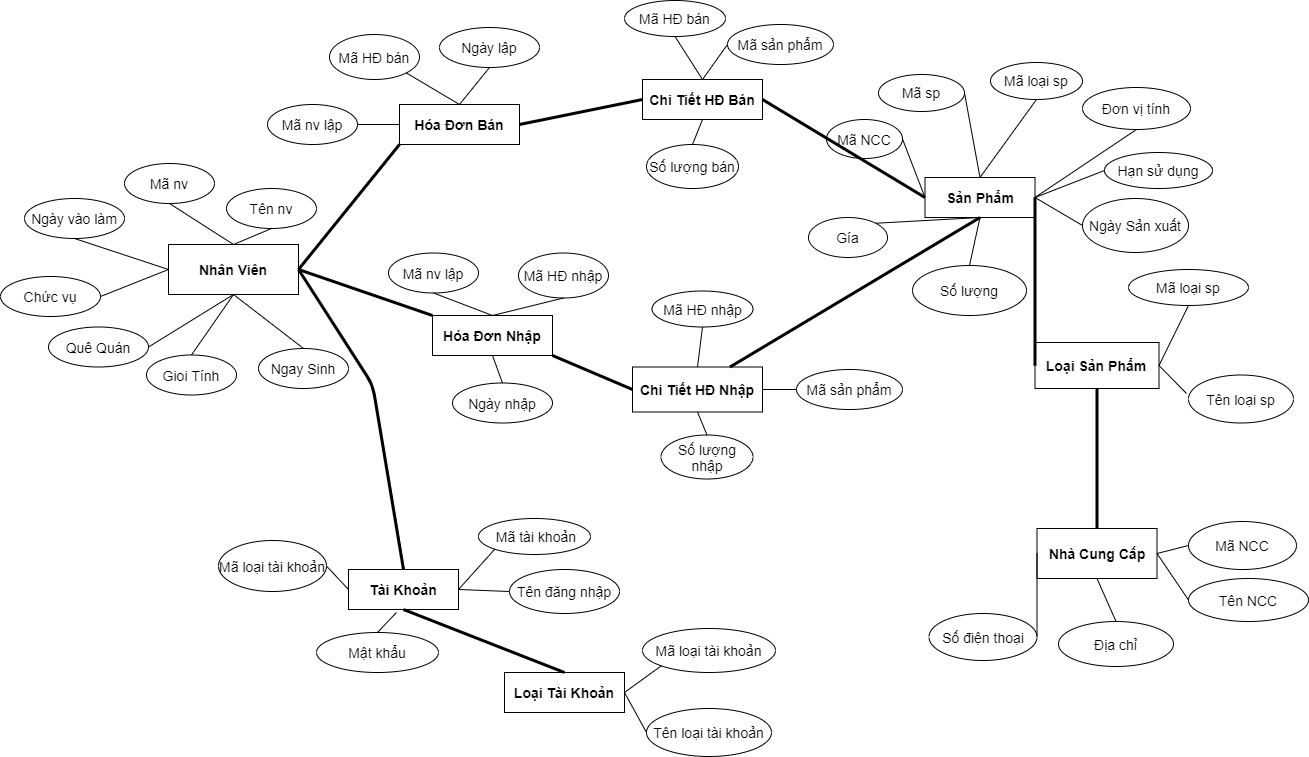 Mã HĐ bán
Mã sản phẩm
Ngày lập
Mã HĐ bán
Chi Tiết HĐ Bán
Mã sp
Mã loại sp
Đơn vị tính
Mã nv lập
Hóa Đơn Bán
Mã NCC
Số lượng bán
Hạn sử dụng
Mã nv
Tên nv
Sản Phẩm
Ngày vào làm
Ngày Sản xuất
Gía
Nhân Viên
Mã nv lập
Mã HĐ nhập
Chức vụ
Số lượng
Mã loại sp
Mã HĐ nhập
Hóa Đơn Nhập
Quê Quán
Gioi Tính
Ngay Sinh
Loại Sản Phẩm
Chi Tiết HĐ Nhập
Mã sản phẩm
Ngày nhập
Tên loại sp
Số lượng
nhập
Mã tài khoản
Mã loại tài khoản
Tài Khoản
Tên đăng nhập
Nhà Cung Cấp
Mã NCC
Tên NCC
Số điện thoại
Địa chỉ
Mật khẩu
Mã loại tài khoản
Loại Tài Khoản
Tên loại tài khoản